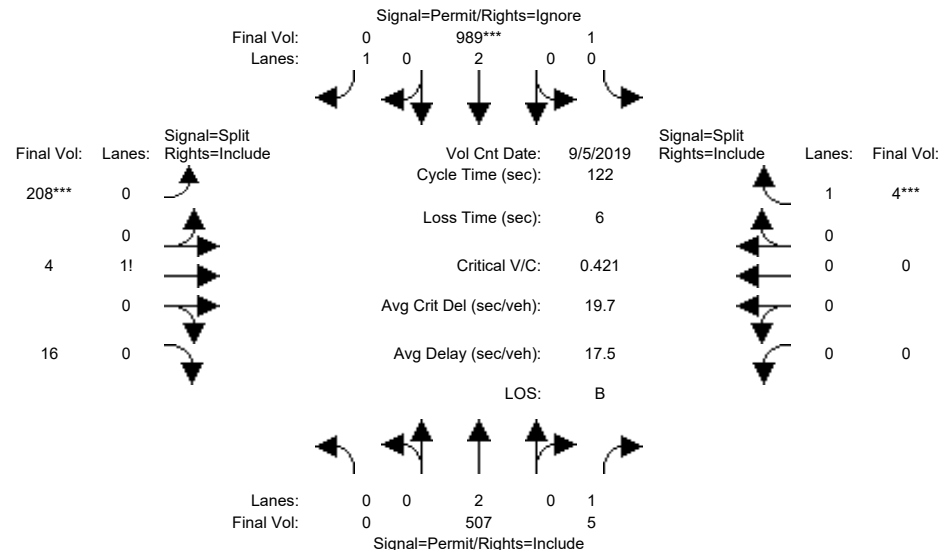 Signal=Permit/Rights=Ignore
Final Vol: 0 989*** 1
Lanes: 1 0 2 0 0
Signal=Split Signal=Split
Final Vol: Lanes: Rights=Include Vol Cnt Date: 9/5/2019 Rights=Include Lanes: Final Vol:
Cycle Time (sec): 122
208*** 0 1 4***
Loss Time (sec): 6
0 0
4 1! Critical V/C: 0.421 0 0
0 Avg Crit Del (sec/veh): 19.7 0
16 0 Avg Delay (sec/veh): 17.5 0 0
LOS: B
Lanes: 0 0 2 0 1
Final Vol: 0 507 5
Signal=Permit/Rights=Include